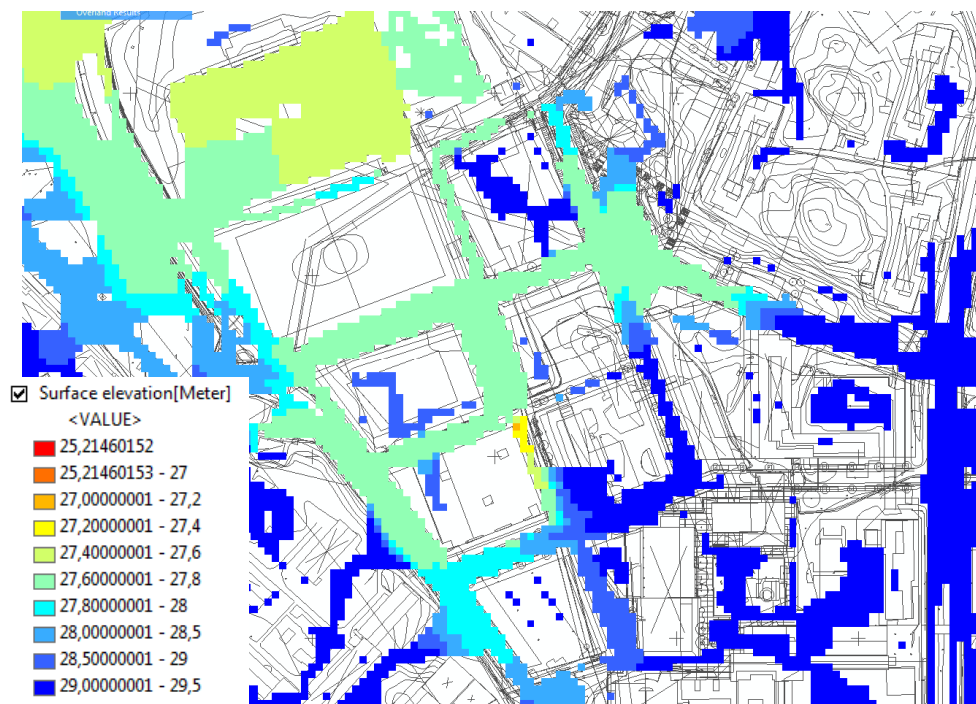 Overland Results
Surface elevation[Meter]
<VALUE>
25,21460152
25,21460153 - 27
27,00000001 - 27,2
27,20000001 - 27,4
27,40000001 - 27,6
27,60000001 - 27,8
27,80000001 - 28
28,00000001 - 28,5
28,50000001 - 29
29,00000001 - 29,5